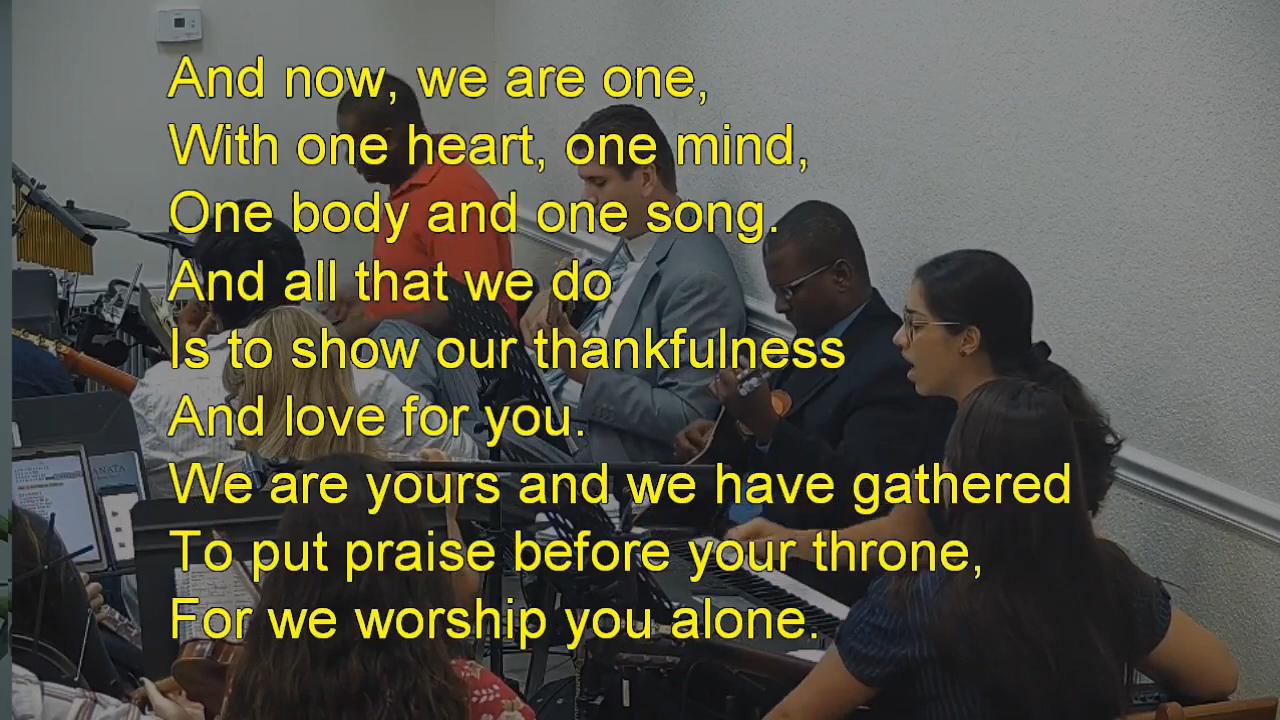 And now, we are one,
With one heart, one mind,
One body and one song.
And all that we do
Is to show our thankfulness
And love for you.
We are yours and we have gathered
To put praise before your throne,
For we worship you alone.
ANATA